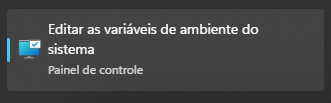 Editar as variáveis de ambiente do
sistema
Painel de controle